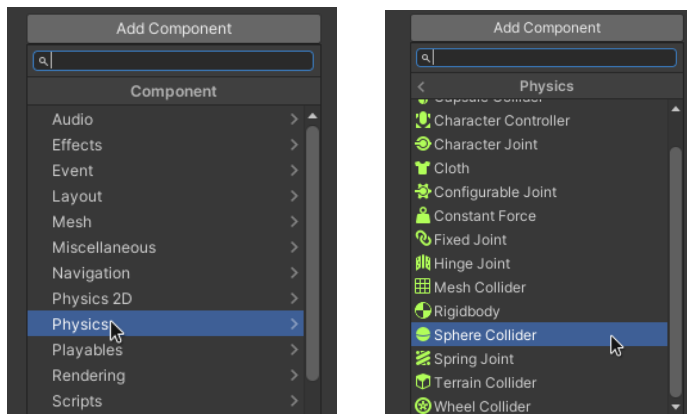 Add Component
Component
Audio
Effects
Event
Layout
Mesh
Miscellaneous
Navigation
Physics 2D
Physics
Playables
Rendering
Scripts
Add Component
Physics
Capsule Collider
Character Controller
Character Joint
Cloth
Configurable Joint
Constant Force
Fixed Joint
Hinge Joint
Mesh Collider
Rigidbody
Sphere Collider
Spring Joint
Terrain Collider
Wheel Collider